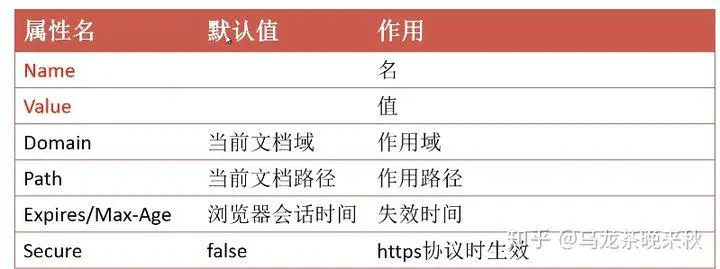 属性名 默认值 作用
Name 名
Value 值
Domain 当前文档域 作用域
Path 当前文档路径 作用路径
Expires/Max-Age 浏览器会话时间 失效时间
Secure false https协议时生效
知乎 @乌龙茶晚来秋